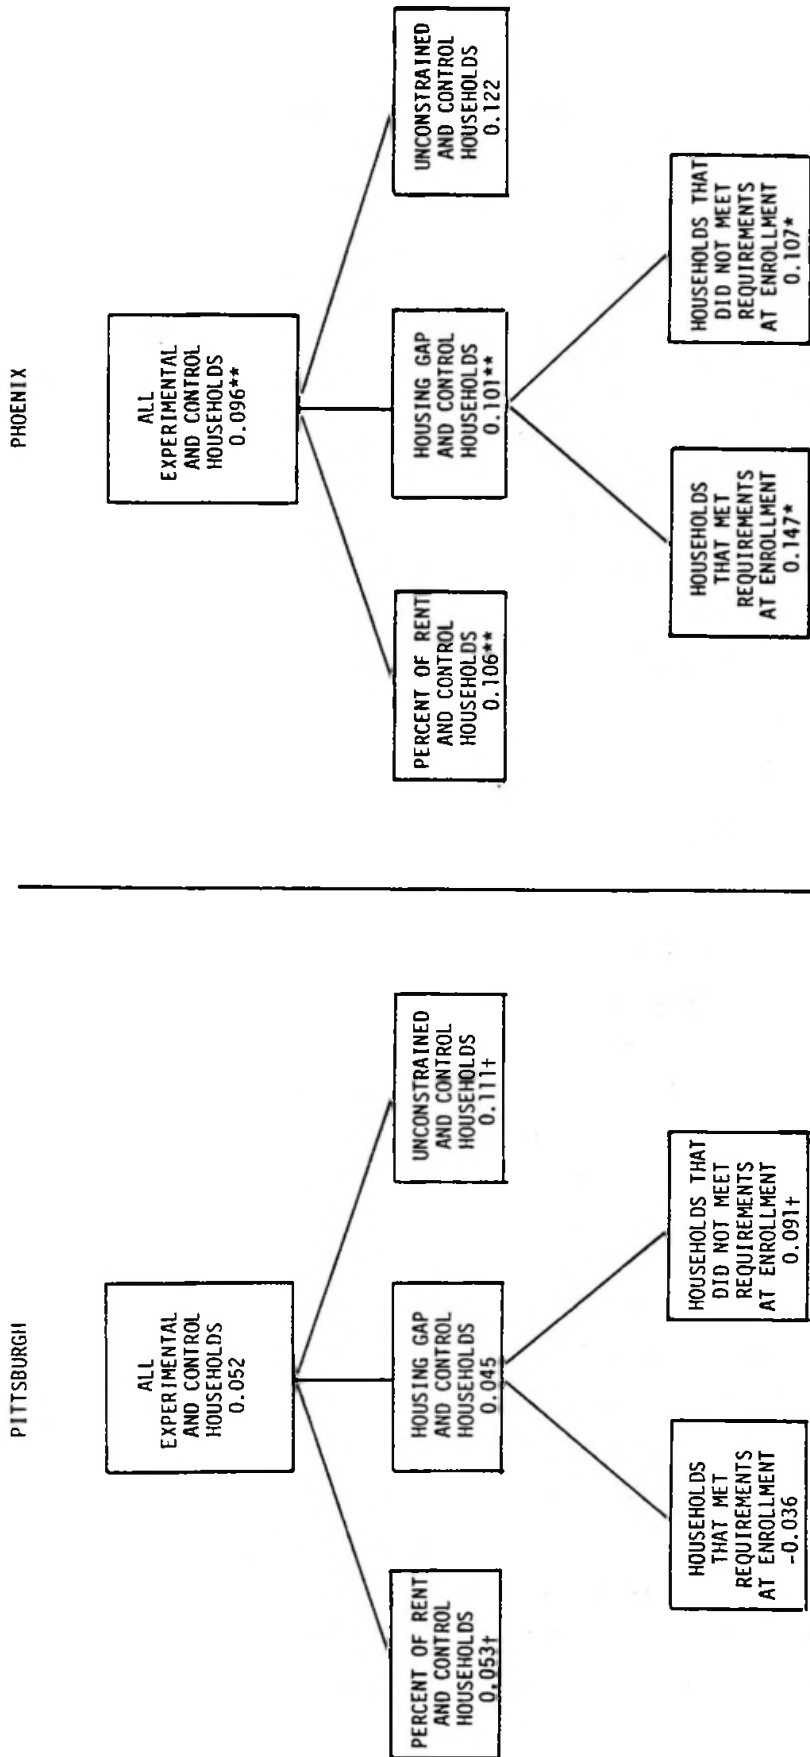 PITTSBURGH
ALL
EXPERIMENTAL
AND CONTROL
HOUSEHOLDS
0.052
PERCENT OF RENT
AND CONTROL
HOUSEHOLDS
0.053†
HOUSING GAP
AND CONTROL
HOUSEHOLDS
0.045
UNCONSTRAINED
AND CONTROL
HOUSEHOLDS
0.111†
HOUSEHOLDS
THAT MET
REQUIREMENTS
AT ENROLLMENT
-0.036
HOUSEHOLDS THAT
DID NOT MEET
REQUIREMENTS
AT ENROLLMENT
0.091†
PHOENIX
ALL
EXPERIMENTAL
AND CONTROL
HOUSEHOLDS
0.096**
PERCENT OF RENT
AND CONTROL
HOUSEHOLDS
0.106**
HOUSING GAP
AND CONTROL
HOUSEHOLDS
0.101**
UNCONSTRAINED
AND CONTROL
HOUSEHOLDS
0.122
HOUSEHOLDS
THAT MET
REQUIREMENTS
AT ENROLLMENT
0.147*
HOUSEHOLDS THAT
DID NOT MEET
REQUIREMENTS
AT ENROLLMENT
0.107*